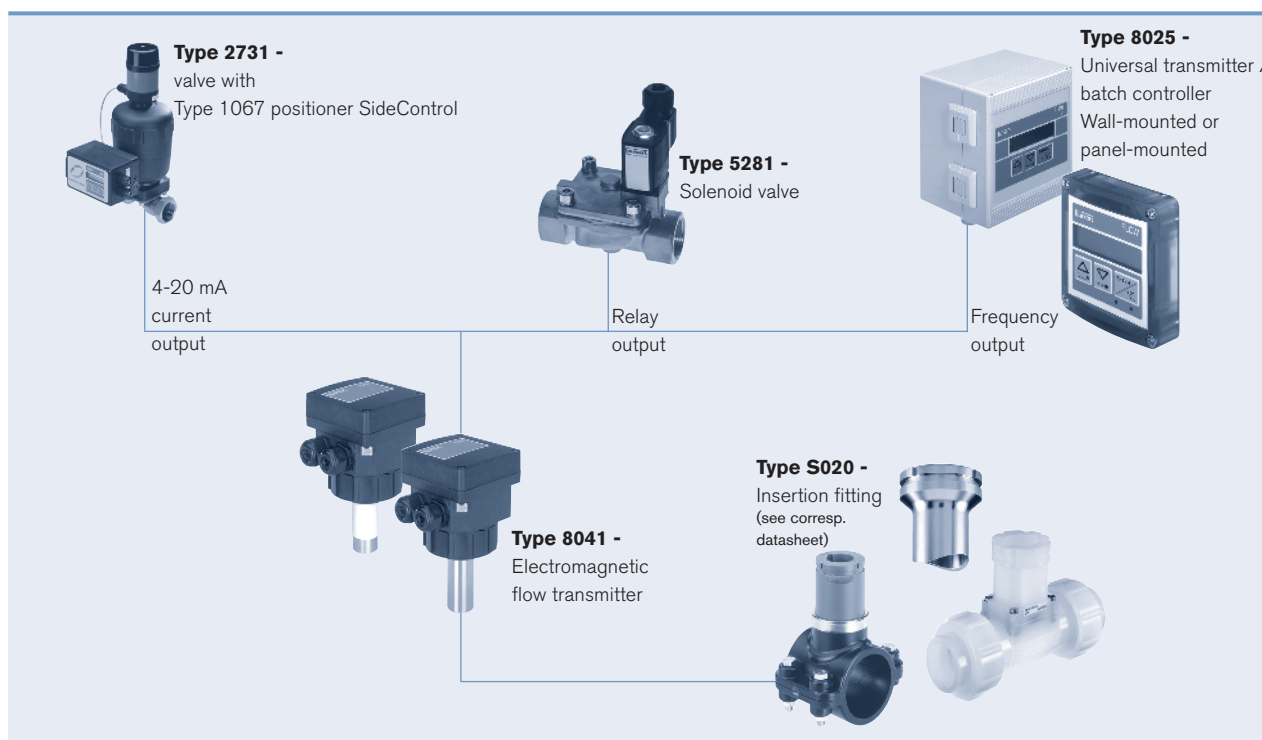 Type 2731 -
valve with
Type 1067 positioner SideControl
Type 5281 -
Solenoid valve
Type 8025 -
Universal transmitter /
batch controller
Wall-mounted or
panel-mounted
4-20 mA
current
output
Relay
output
Frequency
output
Type 8041 -
Electromagnetic
flow transmitter
Type S020 -
Insertion fitting
(see corresp.
datasheet)
FLOW